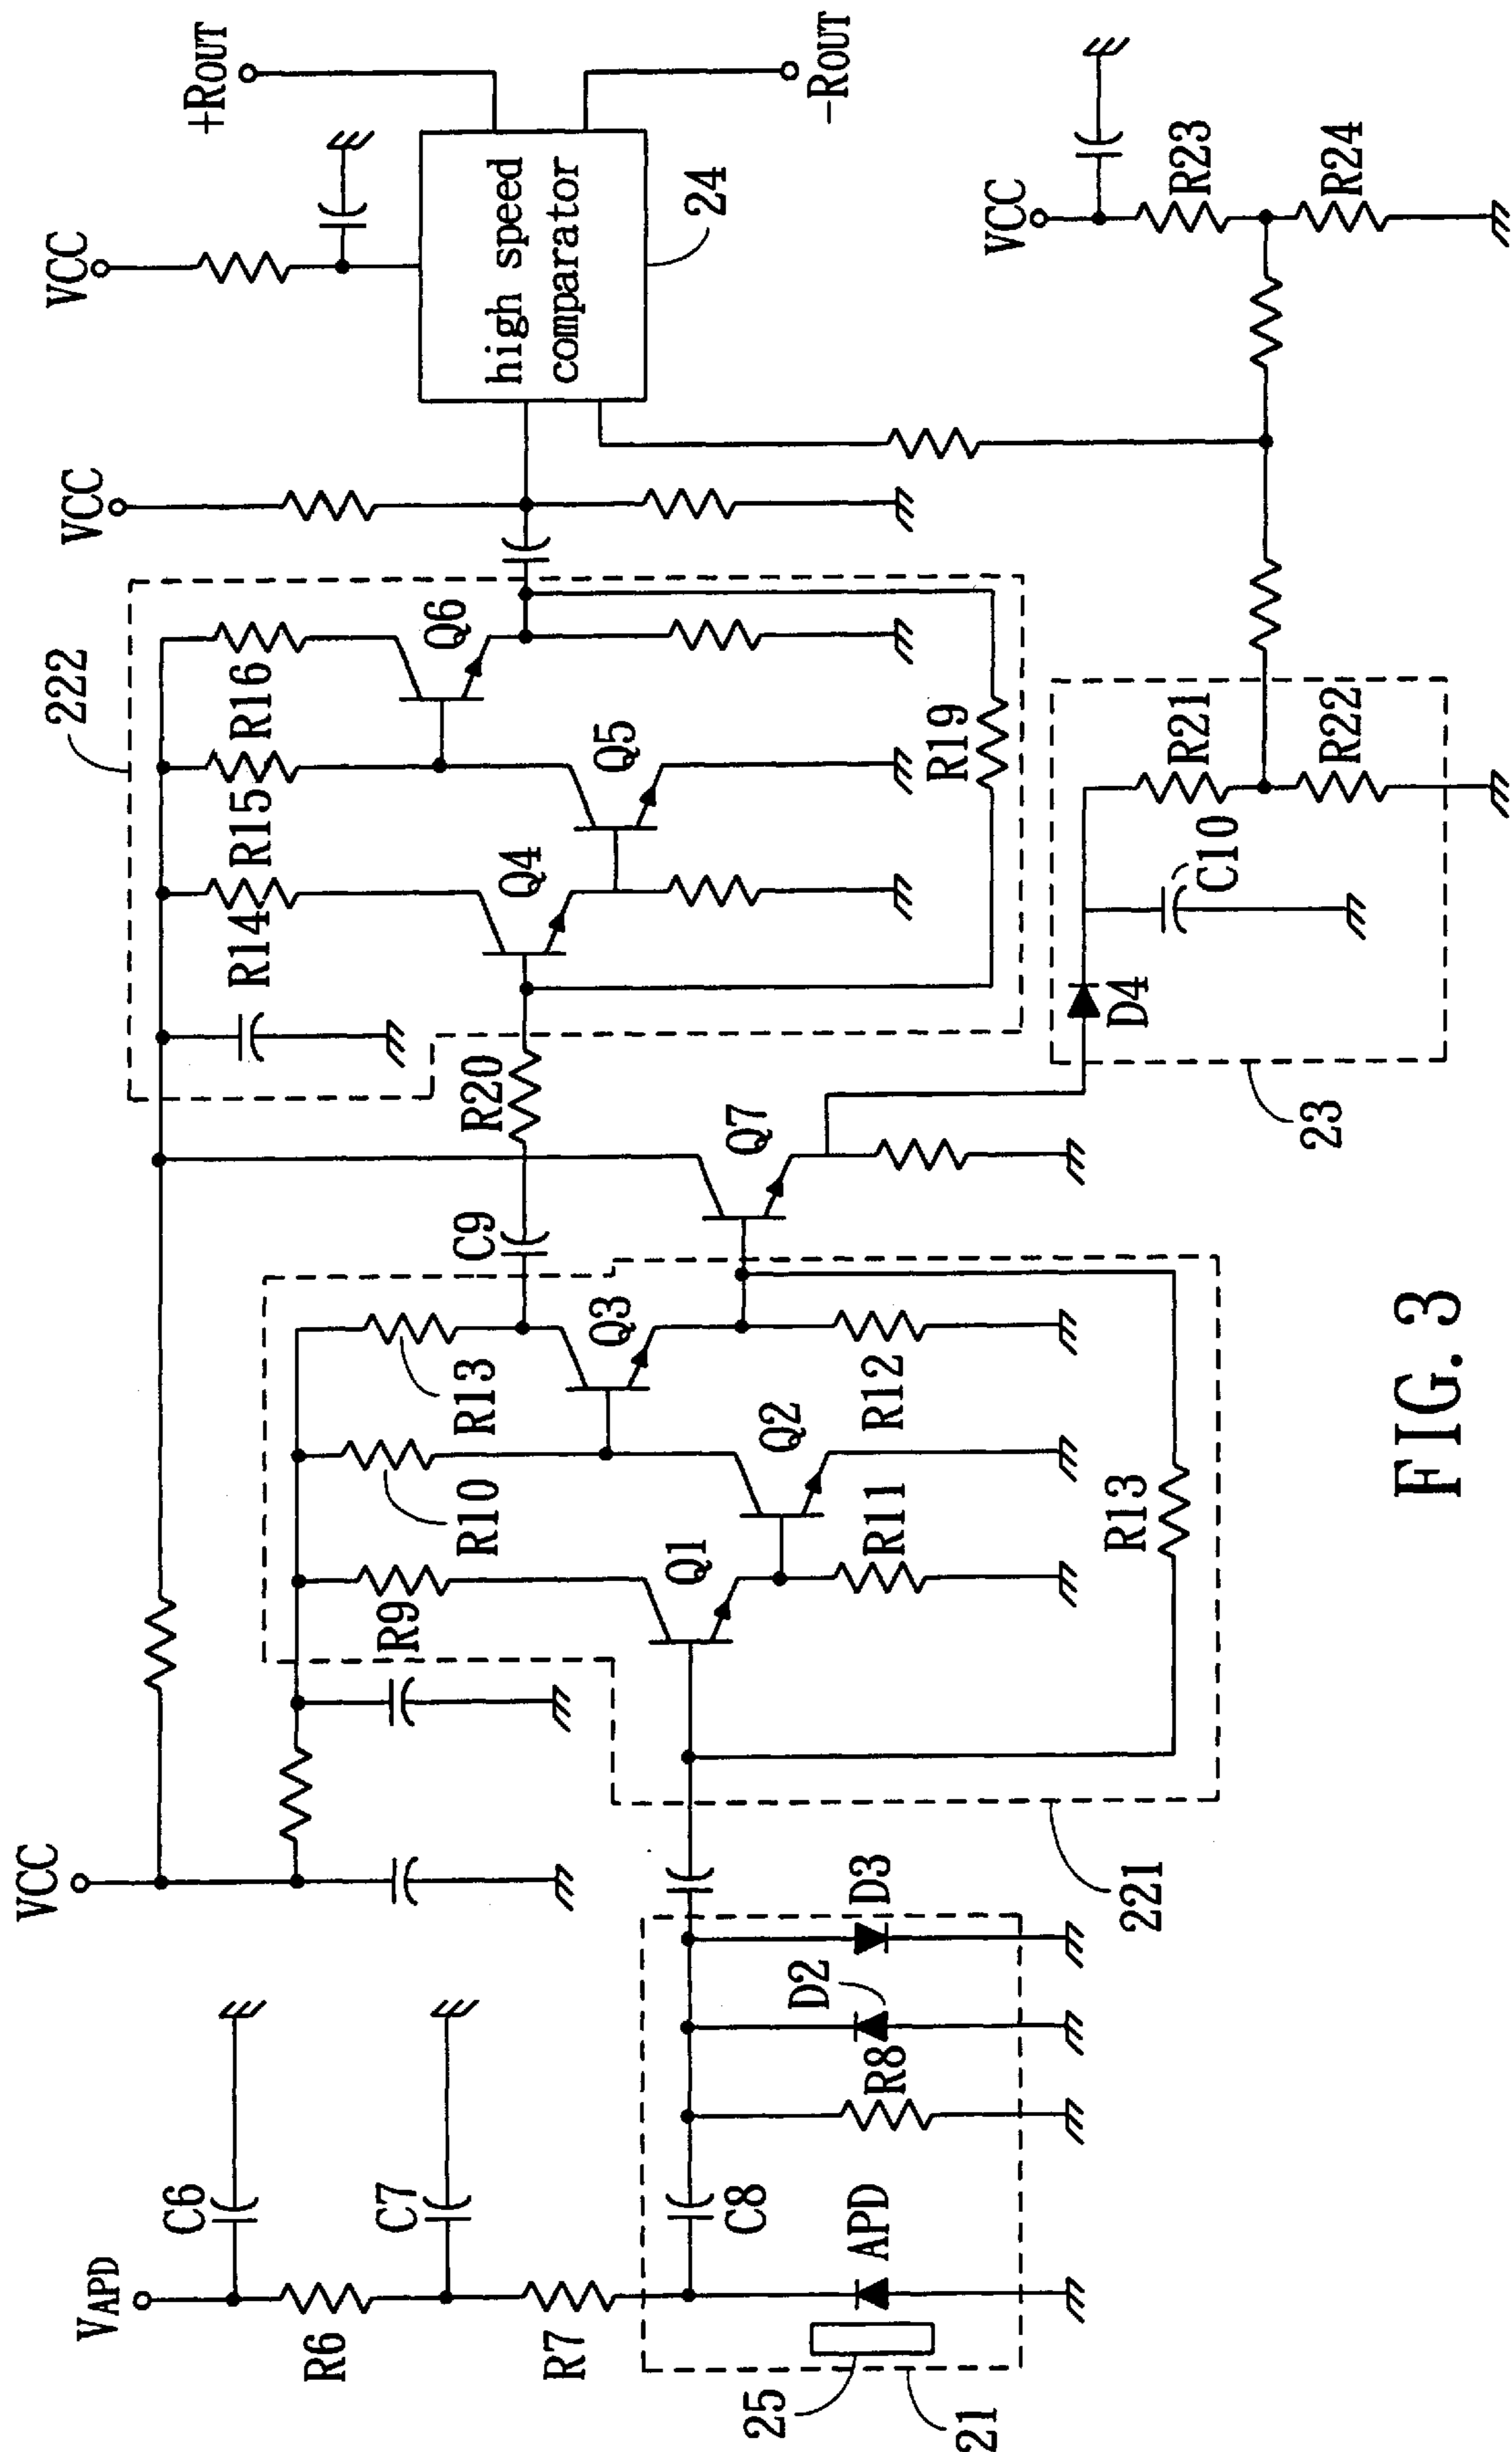 VAPD
C6
R6
C7
R7
C8
APD
R8
D2
D3
25
21
VCC
R9
R10
R13
Q1
Q2
Q3
R11
R12
R13
221
C9
R20
Q7
222
R14
R15
R16
Q4
Q5
Q6
R19
D4
C10
R21
R22
23
VCC
VCC
high speed
comparator
24
+ROUT
-ROUT
VCC
R23
R24
FIG. 3